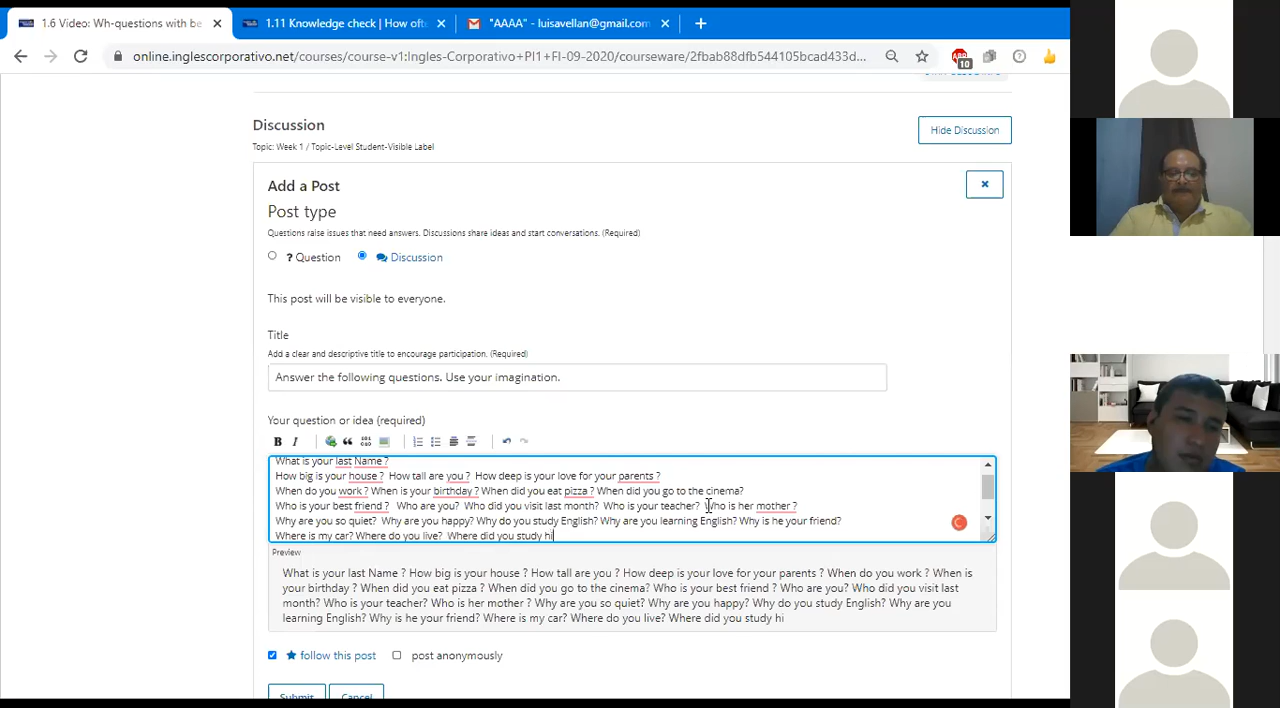 1.6 Video: Wh-questions with be
1.11 Knowledge check | How oft
"AAAA" - luisavellan@gmail.com
online.inglescorporativo.net/courses/course-v1:Ingles-Corporativo+PI1+FI-09-2020/courseware/2fbab88dfb544105bcad433d...
10
Discussion
Hide Discussion
Topic: Week 1 / Topic-Level Student-Visible Label
Add a Post
Post type
Questions raise issues that need answers. Discussions share ideas and start conversations. (Required)
? Question
Discussion
This post will be visible to everyone.
Title
Add a clear and descriptive title to encourage participation. (Required)
Answer the following questions. Use your imagination.
Your question or idea (required)
B I
What is your last Name ?
How big is your house ? How tall are you ? How deep is your love for your parents ?
When do you work ? When is your birthday ? When did you eat pizza ? When did you go to the cinema?
Who is your best friend ? Who are you? Who did you visit last month? Who is your teacher? Who is her mother ?
Why are you so quiet? Why are you happy? Why do you study English? Why are you learning English? Why is he your friend?
Where is my car? Where do you live? Where did you study hi
Preview
What is your last Name ? How big is your house ? How tall are you ? How deep is your love for your parents ? When do you work ? When is
your birthday ? When did you eat pizza ? When did you go to the cinema? Who is your best friend ? Who are you? Who did you visit last
month? Who is your teacher? Who is her mother ? Why are you so quiet? Why are you happy? Why do you study English? Why are you
learning English? Why is he your friend? Where is my car? Where do you live? Where did you study hi
follow this post
post anonymously
Submit
Cancel